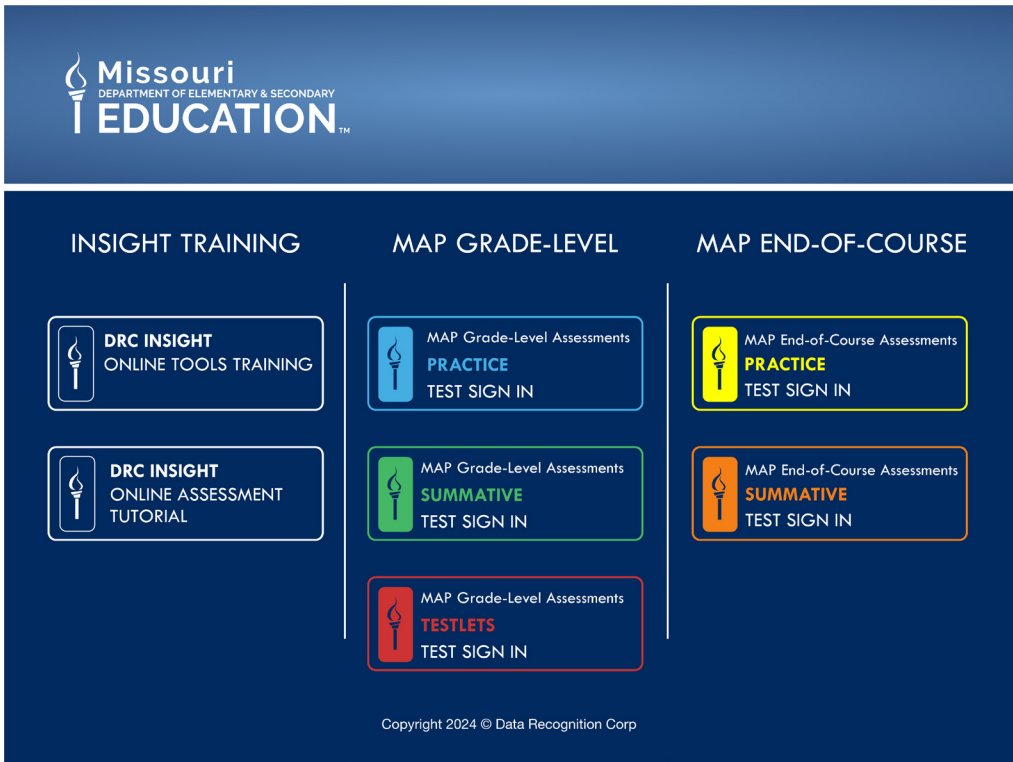 Missouri
DEPARTMENT OF ELEMENTARY & SECONDARY
EDUCATION™
INSIGHT TRAINING
DRC INSIGHT
ONLINE TOOLS TRAINING
DRC INSIGHT
ONLINE ASSESSMENT
TUTORIAL
MAP GRADE-LEVEL
MAP Grade-Level Assessments
PRACTICE
TEST SIGN IN
MAP Grade-Level Assessments
SUMMATIVE
TEST SIGN IN
MAP Grade-Level Assessments
TESTLETS
TEST SIGN IN
MAP END-OF-COURSE
MAP End-of-Course Assessments
PRACTICE
TEST SIGN IN
MAP End-of-Course Assessments
SUMMATIVE
TEST SIGN IN
Copyright 2024 © Data Recognition Corp